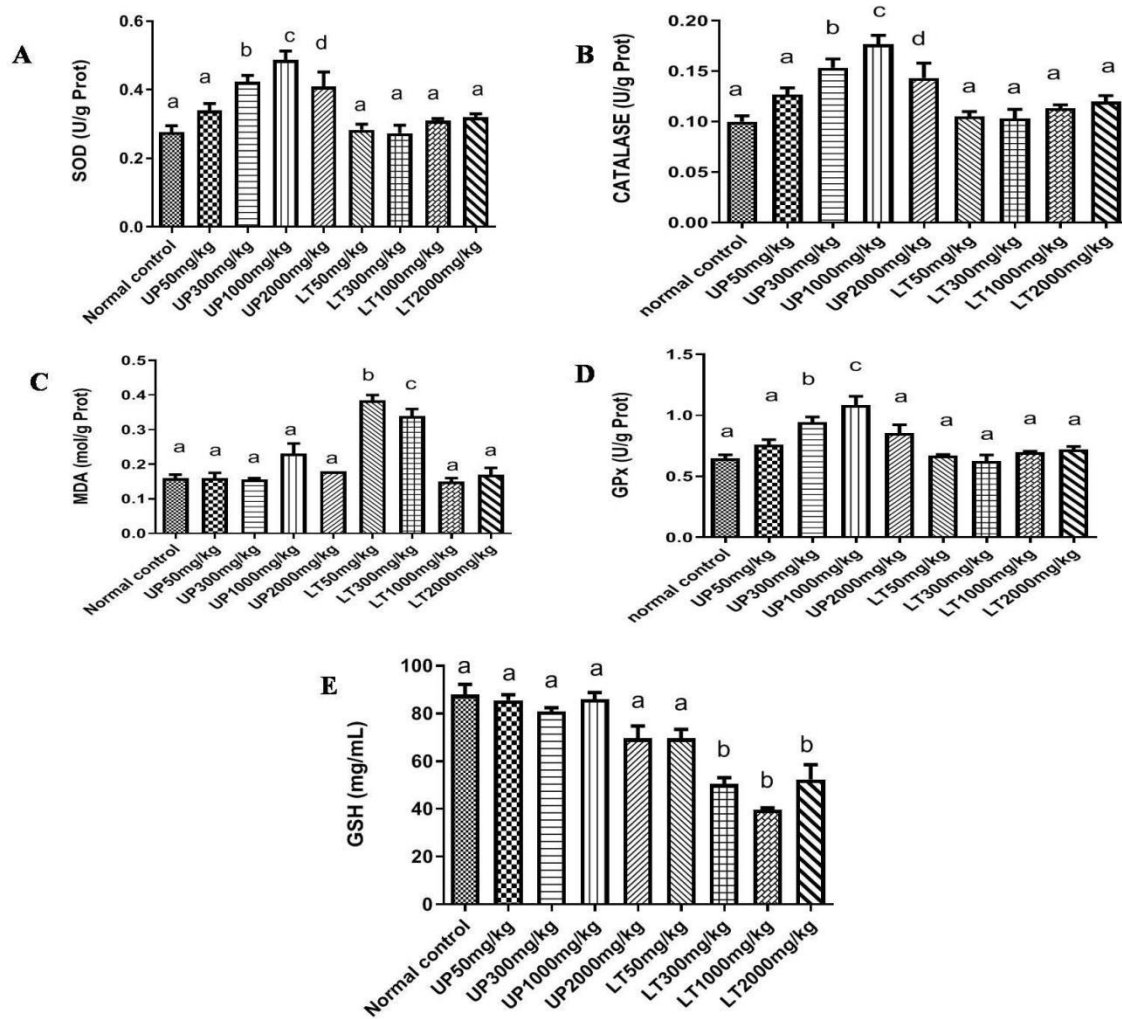 A
SOD (U/g Prot)
0.6
0.4
0.2
0.0
a a b c d a a a a
Normal control
UP50mg/kg
UP300mg/kg
UP1000mg/kg
UP2000mg/kg
LT50mg/kg
LT300mg/kg
LT1000mg/kg
LT2000mg/kg
B
CATALASE (U/g Prot)
0.20
0.15
0.10
0.05
0.00
a a b c d a a a a
normal control
UP50mg/kg
UP300mg/kg
UP1000mg/kg
UP2000mg/kg
LT50mg/kg
LT300mg/kg
LT1000mg/kg
LT2000mg/kg
C
MDA (mol/g Prot)
0.5
0.4
0.3
0.2
0.1
0.0
a a a a a b c a a
Normal control
UP50mg/kg
UP300mg/kg
UP1000mg/kg
UP2000mg/kg
LT50mg/kg
LT300mg/kg
LT1000mg/kg
LT2000mg/kg
D
GPx (U/g Prot)
1.5
1.0
0.5
0.0
a a b c a a a a a
normal control
UP50mg/kg
UP300mg/kg
UP1000mg/kg
UP2000mg/kg
LT50mg/kg
LT300mg/kg
LT1000mg/kg
LT2000mg/kg
E
GSH (mg/mL)
100
80
60
40
20
0
a a a a a a b b b
Normal control
UP50mg/kg
UP300mg/kg
UP1000mg/kg
UP2000mg/kg
LT50mg/kg
LT300mg/kg
LT1000mg/kg
LT2000mg/kg